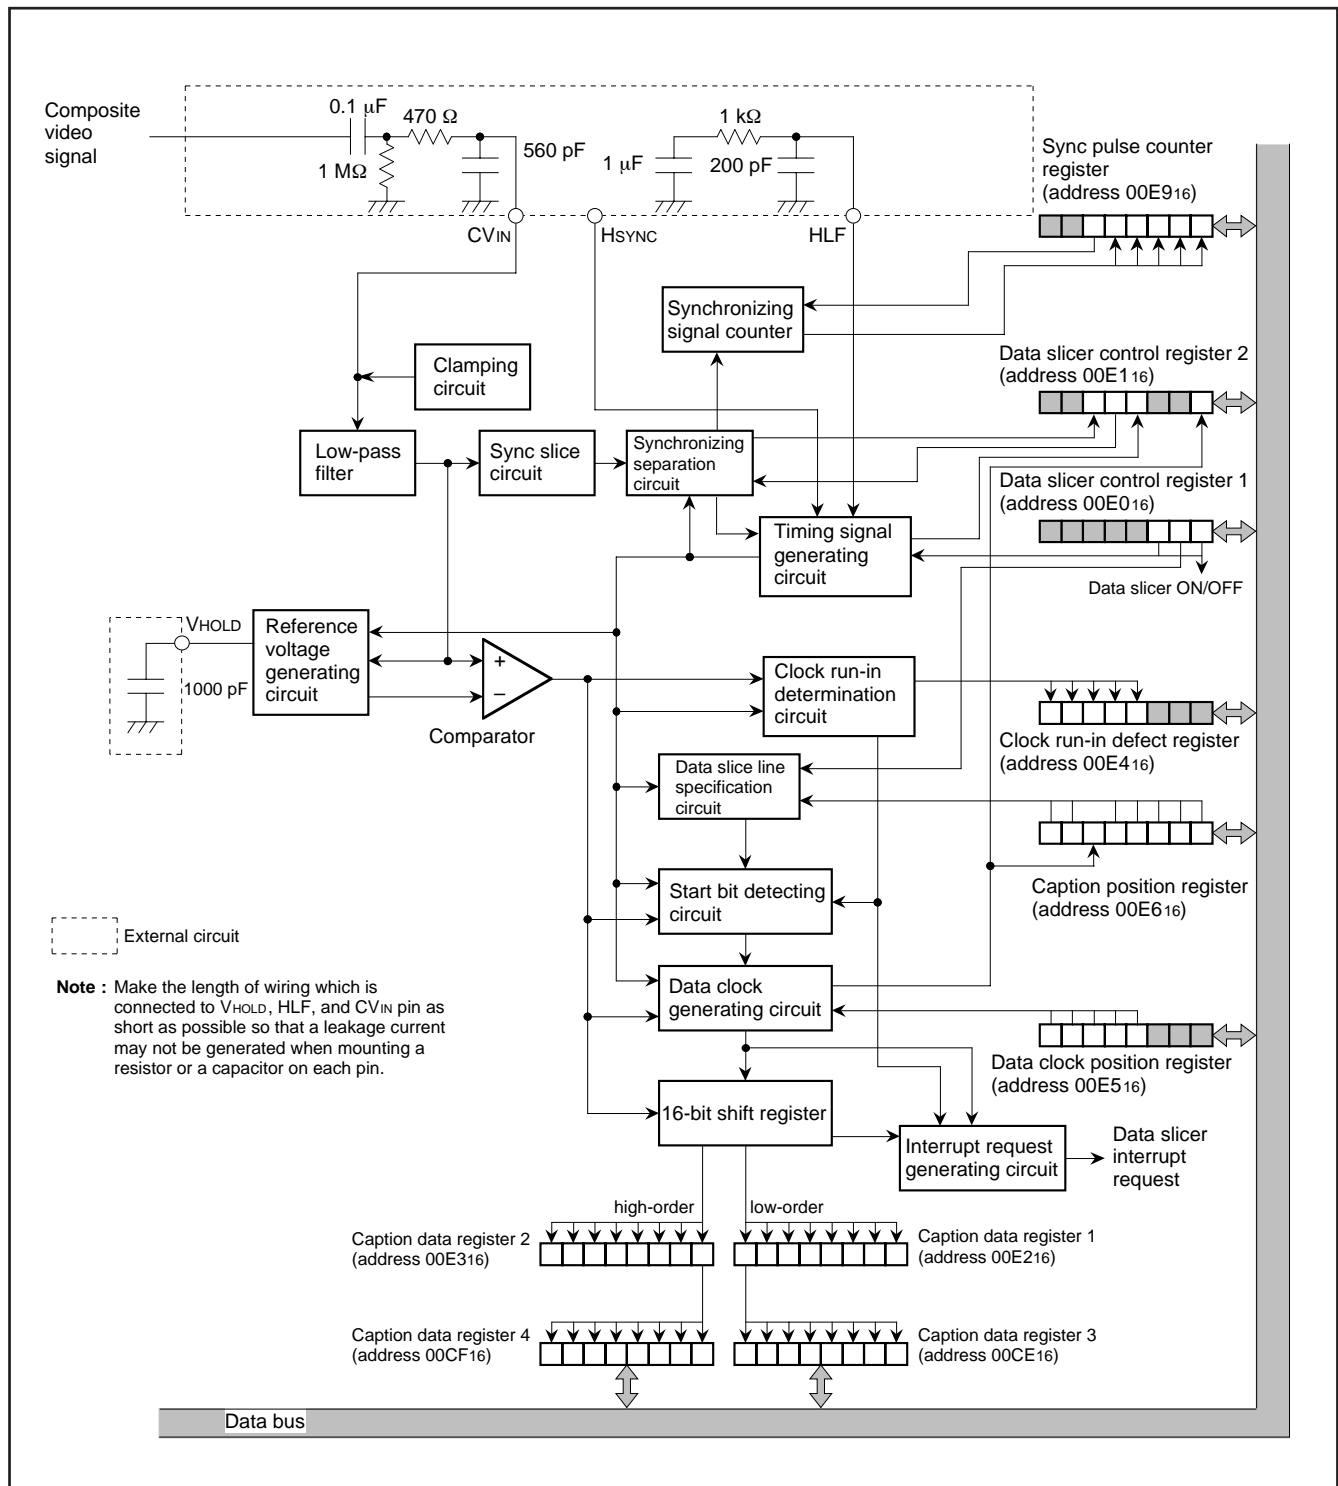 Composite
video
signal
0.1 μF
470 Ω
1 MΩ
560 pF
1 kΩ
1 μF
200 pF
CVIN
HSYNC
HLF
Sync pulse counter
register
(address 00E916)
Synchronizing
signal counter
Data slicer control register 2
(address 00E116)
Clamping
circuit
Low-pass
filter
Sync slice
circuit
Synchronizing
separation
circuit
Data slicer control register 1
(address 00E016)
Timing signal
generating
circuit
Data slicer ON/OFF
VHOLD
1000 pF
Reference
voltage
generating
circuit
+
−
Comparator
Clock run-in
determination
circuit
Clock run-in defect register
(address 00E416)
Data slice line
specification
circuit
Start bit detecting
circuit
Caption position register
(address 00E616)
External circuit
Note : Make the length of wiring which is
connected to VHOLD, HLF, and CVIN pin as
short as possible so that a leakage current
may not be generated when mounting a
resistor or a capacitor on each pin.
Data clock
generating circuit
Data clock position register
(address 00E516)
16-bit shift register
Interrupt request
generating circuit
Data slicer
interrupt
request
high-order
low-order
Caption data register 2
(address 00E316)
Caption data register 1
(address 00E216)
Caption data register 4
(address 00CF16)
Caption data register 3
(address 00CE16)
Data bus